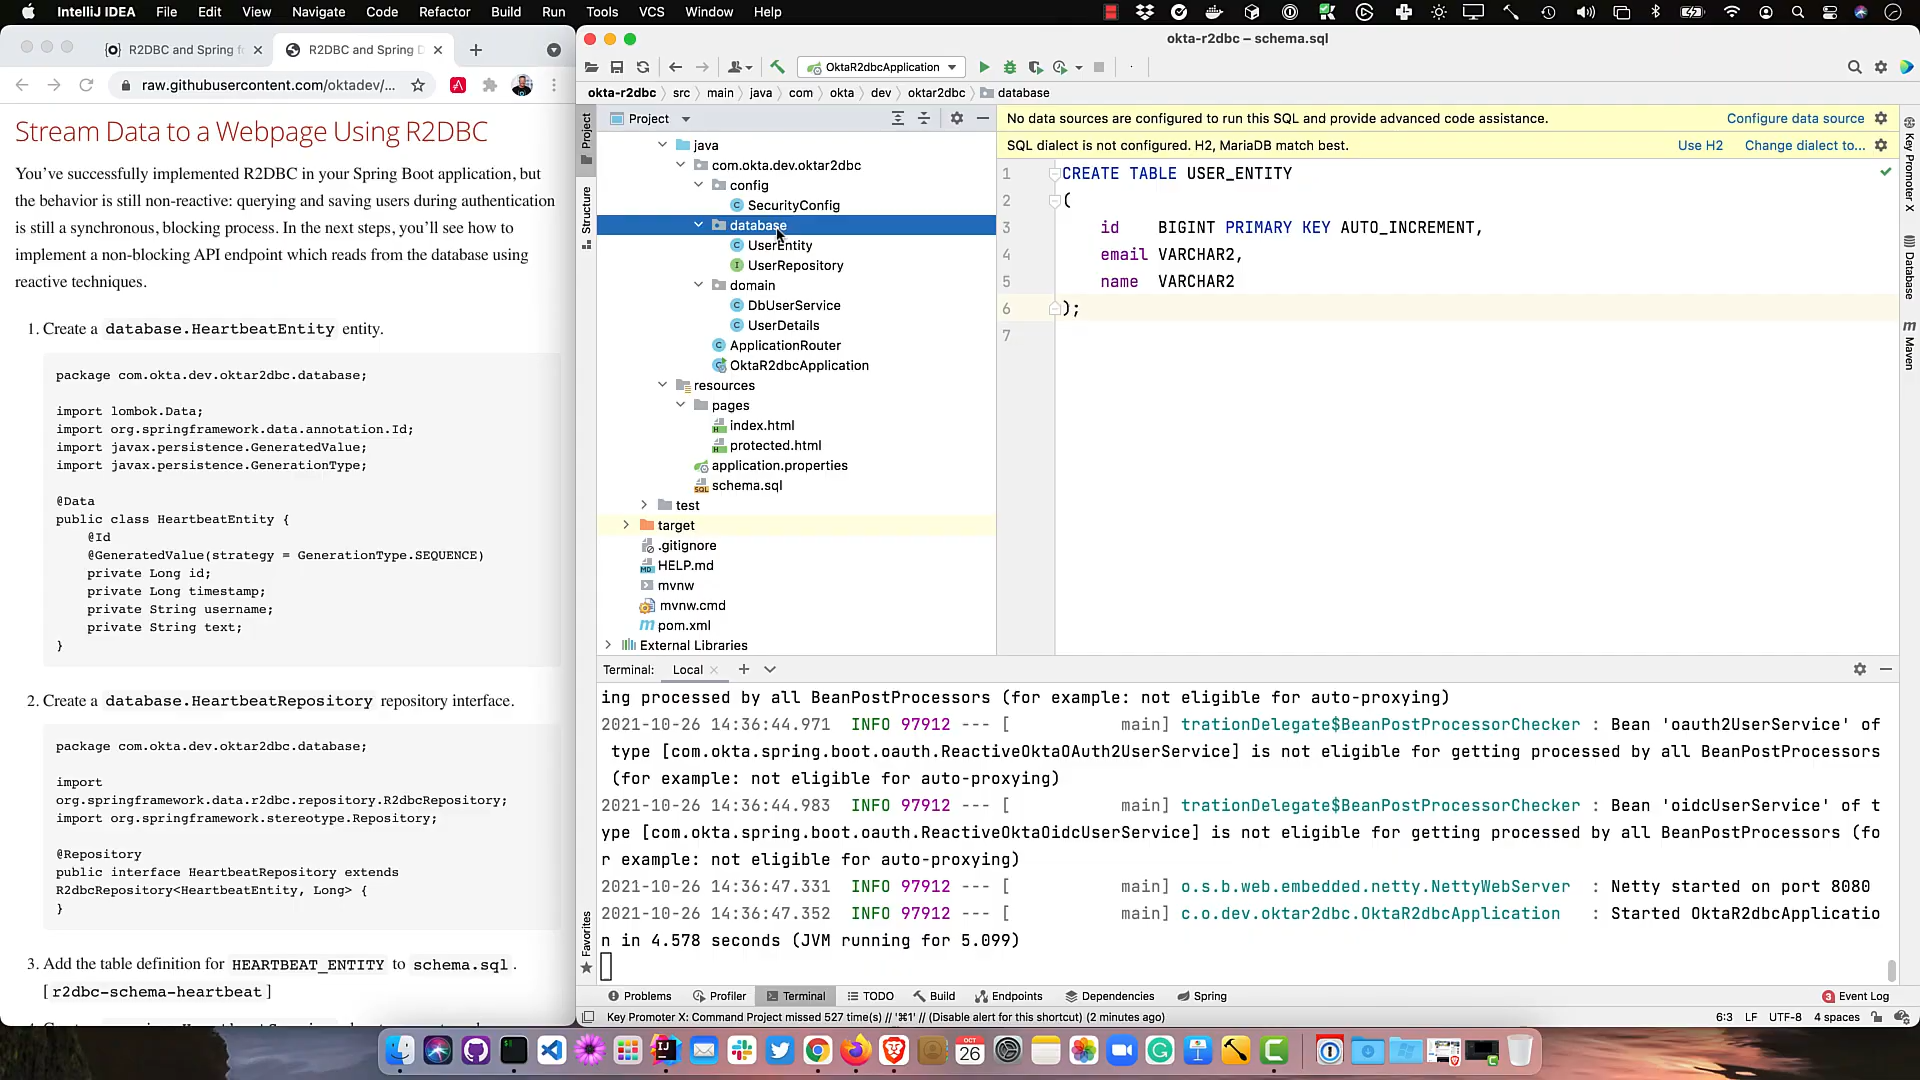 IntelliJ IDEA File Edit View Navigate Code Refactor Build Run Tools VCS Window Help
R2DBC and Spring fo
R2DBC and Spring D
raw.githubusercontent.com/oktadev/...
Stream Data to a Webpage Using R2DBC
You've successfully implemented R2DBC in your Spring Boot application, but
the behavior is still non-reactive: querying and saving users during authentication
is still a synchronous, blocking process. In the next steps, you'll see how to
implement a non-blocking API endpoint which reads from the database using
reactive techniques.
1. Create a database.HeartbeatEntity entity.
package com.okta.dev.oktar2dbc.database;
import lombok.Data;
import org.springframework.data.annotation.Id;
import javax.persistence.GeneratedValue;
import javax.persistence.GenerationType;
@Data
public class HeartbeatEntity {
@Id
@GeneratedValue(strategy = GenerationType.SEQUENCE)
private Long id;
private Long timestamp;
private String username;
private String text;
}
2. Create a database.HeartbeatRepository repository interface.
package com.okta.dev.oktar2dbc.database;
import
org.springframework.data.r2dbc.repository.R2dbcRepository;
import org.springframework.stereotype.Repository;
@Repository
public interface HeartbeatRepository extends
R2dbcRepository<HeartbeatEntity, Long> {
}
3. Add the table definition for HEARTBEAT_ENTITY to schema.sql.
[r2dbc-schema-heartbeat]
okta-r2dbc – schema.sql
OktaR2dbcApplication
okta-r2dbc 〉 src 〉 main 〉 java 〉 com 〉 okta 〉 dev 〉 oktar2dbc 〉 database
Project
Structure
Favorites
Project
java
com.okta.dev.oktar2dbc
config
SecurityConfig
database
UserEntity
UserRepository
domain
DbUserService
UserDetails
ApplicationRouter
OktaR2dbcApplication
resources
pages
index.html
protected.html
application.properties
schema.sql
test
target
.gitignore
HELP.md
mvnw
mvnw.cmd
pom.xml
External Libraries
No data sources are configured to run this SQL and provide advanced code assistance. Configure data source
SQL dialect is not configured. H2, MariaDB match best. Use H2 Change dialect to...
1 CREATE TABLE USER_ENTITY
2 (
3 id BIGINT PRIMARY KEY AUTO_INCREMENT,
4 email VARCHAR2,
5 name VARCHAR2
6 );
7
Key Promoter X
Database
Maven
Terminal: Local
ing processed by all BeanPostProcessors (for example: not eligible for auto-proxying)
2021-10-26 14:36:44.971 INFO 97912 --- [ main] trationDelegate$BeanPostProcessorChecker : Bean 'oauth2UserService' of
type [com.okta.spring.boot.oauth.ReactiveOktaOAuth2UserService] is not eligible for getting processed by all BeanPostProcessors
(for example: not eligible for auto-proxying)
2021-10-26 14:36:44.983 INFO 97912 --- [ main] trationDelegate$BeanPostProcessorChecker : Bean 'oidcUserService' of t
ype [com.okta.spring.boot.oauth.ReactiveOktaOidcUserService] is not eligible for getting processed by all BeanPostProcessors (fo
r example: not eligible for auto-proxying)
2021-10-26 14:36:47.331 INFO 97912 --- [ main] o.s.b.web.embedded.netty.NettyWebServer : Netty started on port 8080
2021-10-26 14:36:47.352 INFO 97912 --- [ main] c.o.dev.oktar2dbc.OktaR2dbcApplication : Started OktaR2dbcApplicatio
n in 4.578 seconds (JVM running for 5.099)
Problems Profiler Terminal TODO Build Endpoints Dependencies Spring 3 Event Log
Key Promoter X: Command Project missed 527 time(s) // '⌘1' // (Disable alert for this shortcut) (2 minutes ago) 6:3 LF UTF-8 4 spaces
OCT
26